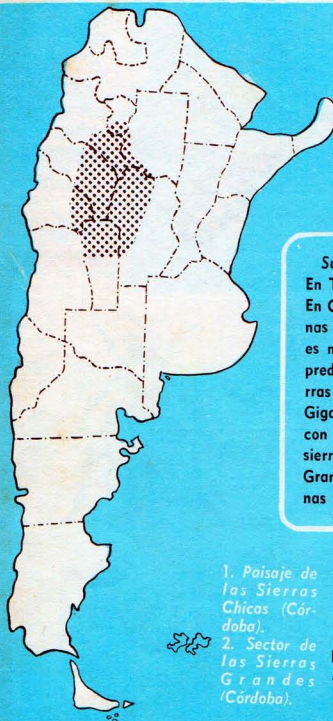 En T
En C
nas
es n
pred
rras
Giga
con
sierr
Gran
nas
1. Paisaje de
las Sierras
Chicas (Cór-
doba).
2. Sector de
las Sierras
Grandes
(Córdoba).